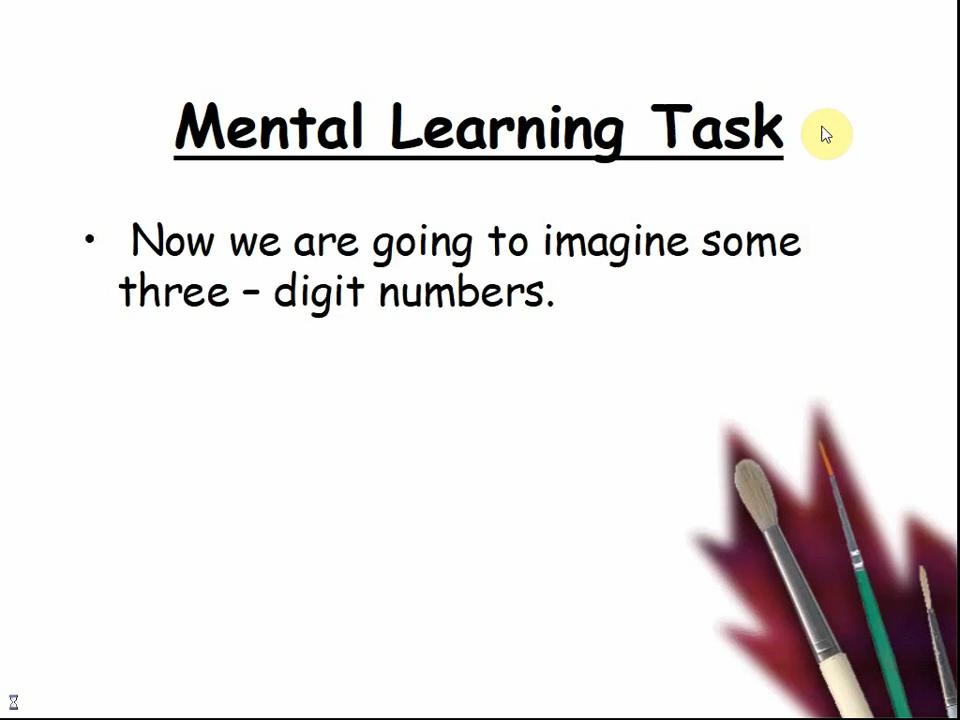 Mental Learning Task
• Now we are going to imagine some
three – digit numbers.